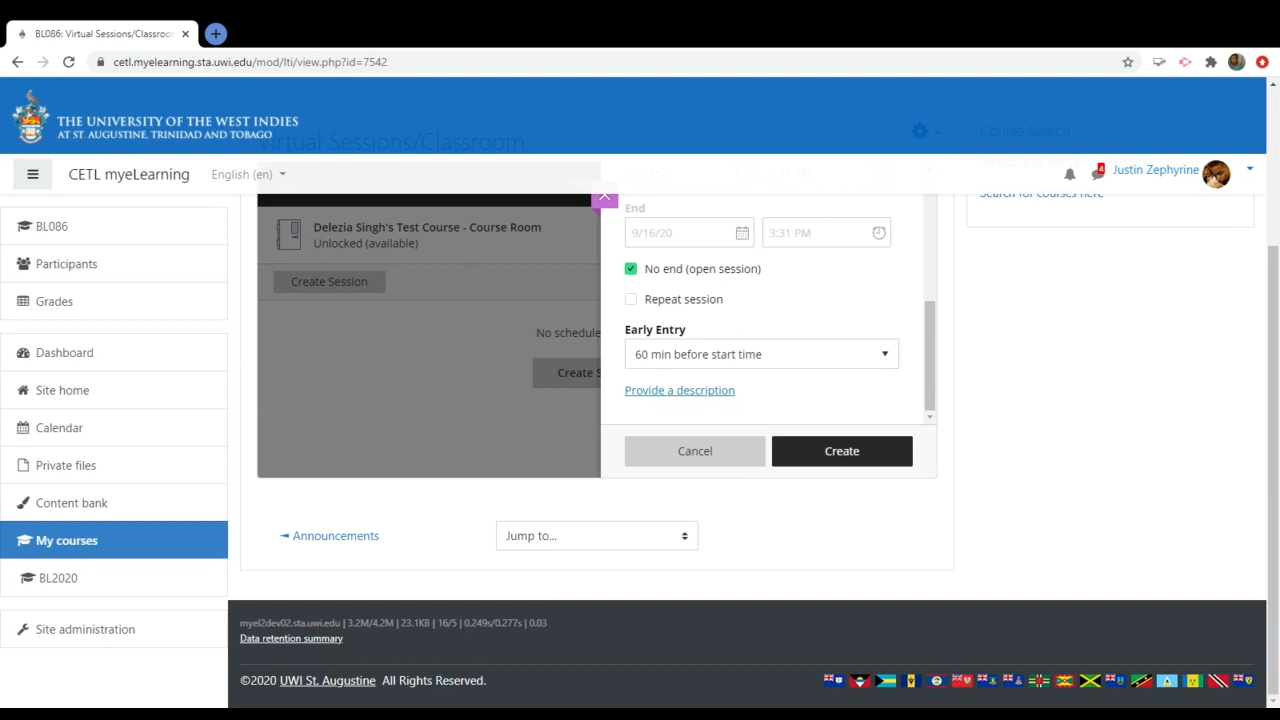 BL086: Virtual Sessions/Classroom
cetl.myelearning.sta.uwi.edu/mod/lti/view.php?id=7542
THE UNIVERSITY OF THE WEST INDIES
AT ST. AUGUSTINE, TRINIDAD AND TOBAGO
Virtual Sessions/Classroom
Course Search
CETL myeLearning
English (en)
4
Justin Zephyrine
Search for courses here
BL086
Participants
Grades
Dashboard
Site home
Calendar
Private files
Content bank
My courses
BL2020
Site administration
Delezia Singh's Test Course - Course Room
Unlocked (available)
Create Session
No schedule
Create S
End
9/16/20
3:31 PM
No end (open session)
Repeat session
Early Entry
60 min before start time
Provide a description
Cancel
Create
Announcements
Jump to...
myel2dev02.sta.uwi.edu | 3.2M/4.2M | 23.1KB | 16/5 | 0.249s/0.277s | 0.03
Data retention summary
©2020 UWI St. Augustine All Rights Reserved.